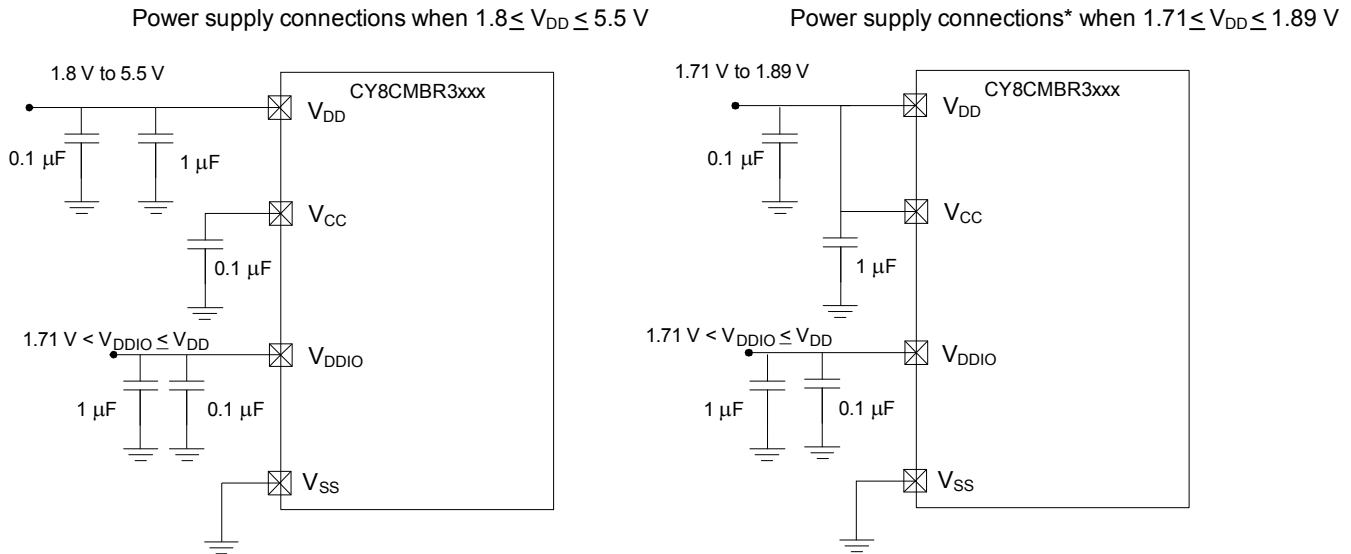 Power supply connections when 1.8≤ VDD ≤ 5.5 V
1.8 V to 5.5 V
CY8CMBR3xxx
VDD
0.1 µF
1 µF
VCC
0.1 µF
1.71 V < VDDIO ≤ VDD
VDDIO
1 µF
0.1 µF
VSS
Power supply connections* when 1.71≤ VDD ≤ 1.89 V
1.71 V to 1.89 V
CY8CMBR3xxx
VDD
0.1 µF
VCC
1 µF
1.71 V < VDDIO ≤ VDD
VDDIO
1 µF
0.1 µF
VSS